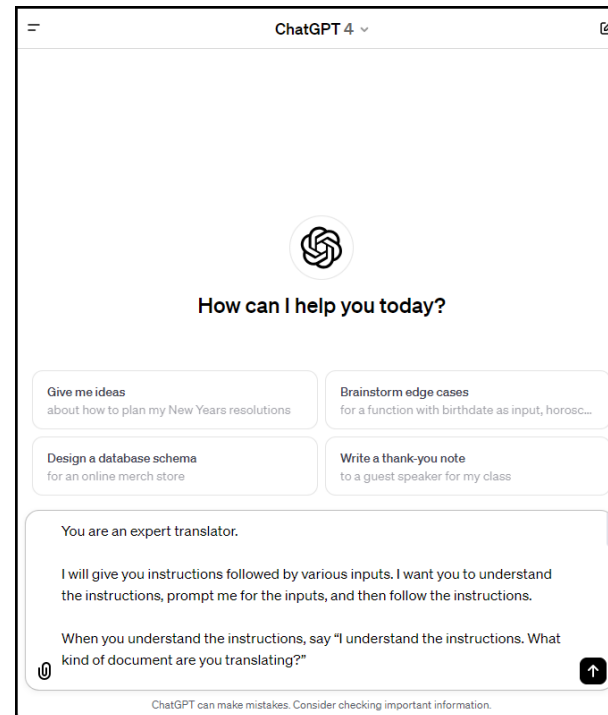 ChatGPT 4
How can I help you today?
Give me ideas
about how to plan my New Years resolutions
Brainstorm edge cases
for a function with birthdate as input, horosc...
Design a database schema
for an online merch store
Write a thank-you note
to a guest speaker for my class
You are an expert translator.
I will give you instructions followed by various inputs. I want you to understand
the instructions, prompt me for the inputs, and then follow the instructions.
When you understand the instructions, say “I understand the instructions. What
kind of document are you translating?”
ChatGPT can make mistakes. Consider checking important information.